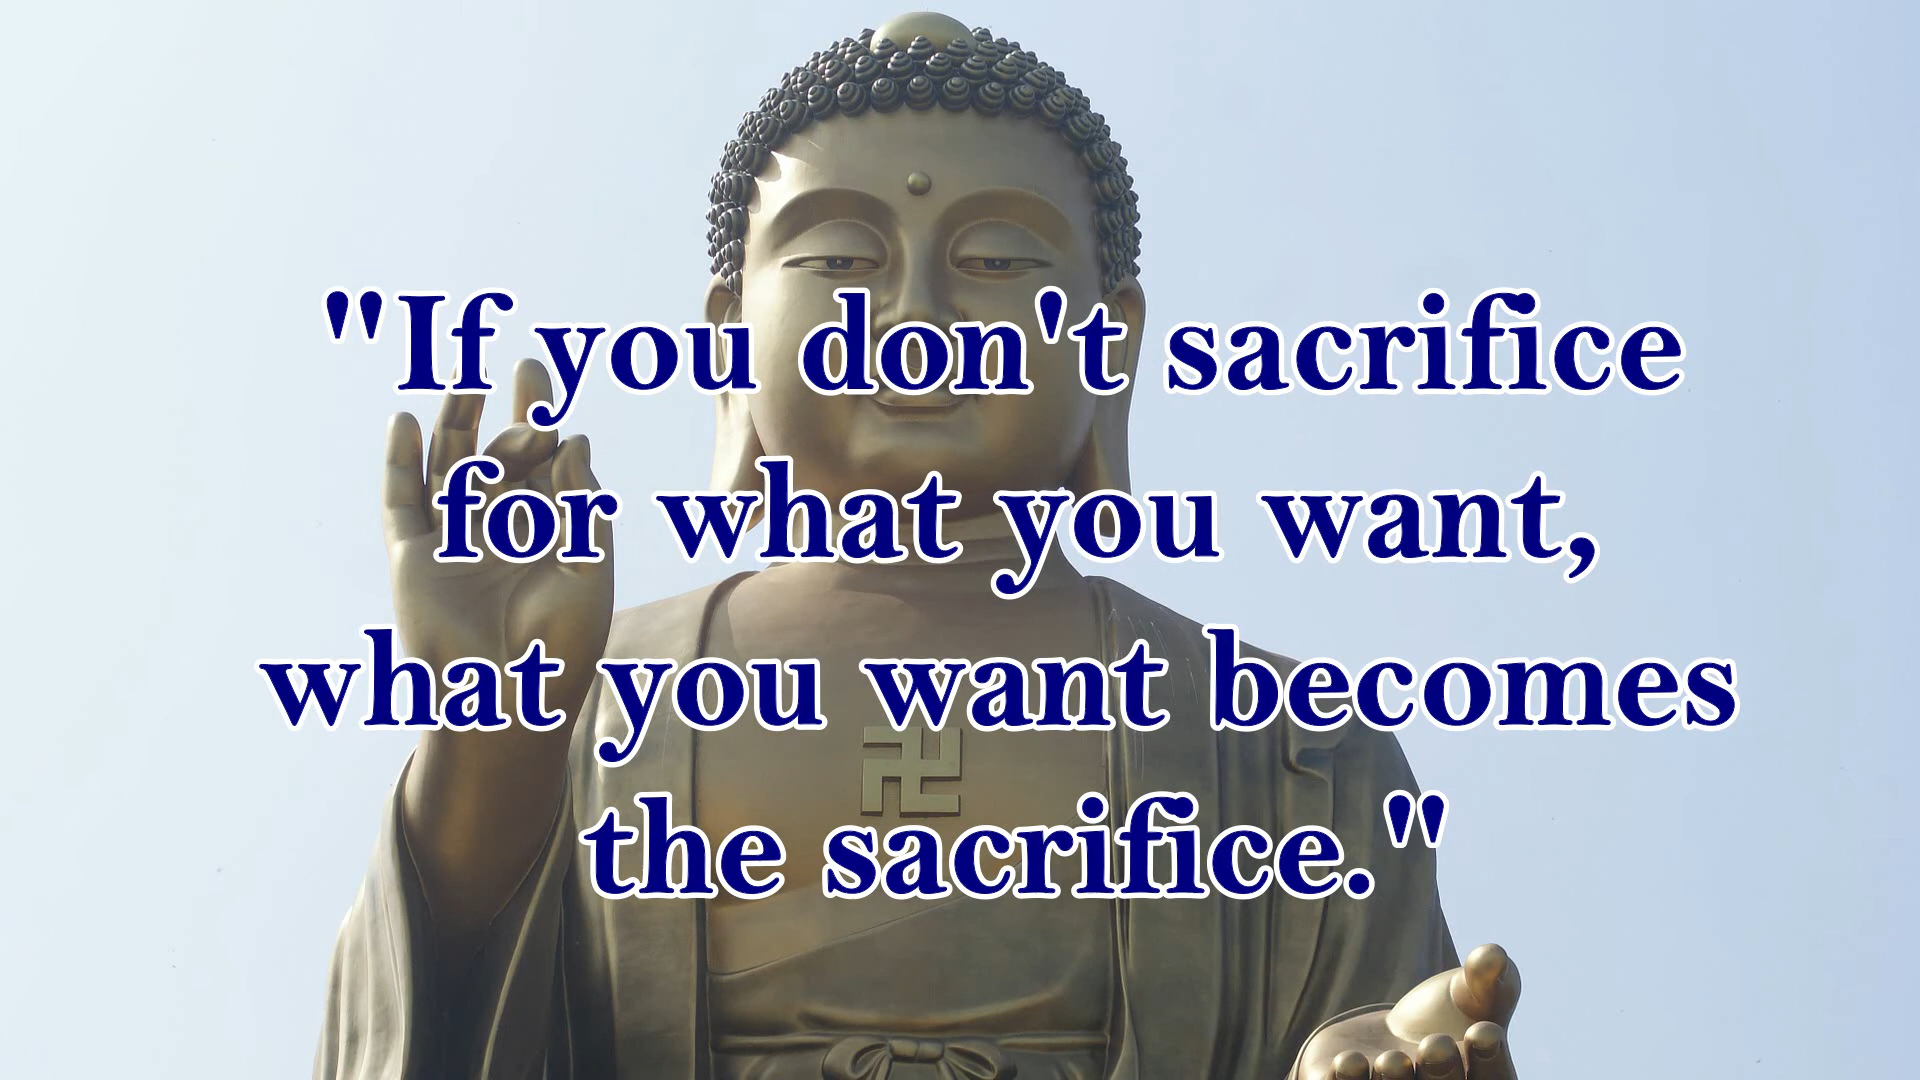 "If you don't sacrifice
for what you want,
what you want becomes
the sacrifice."